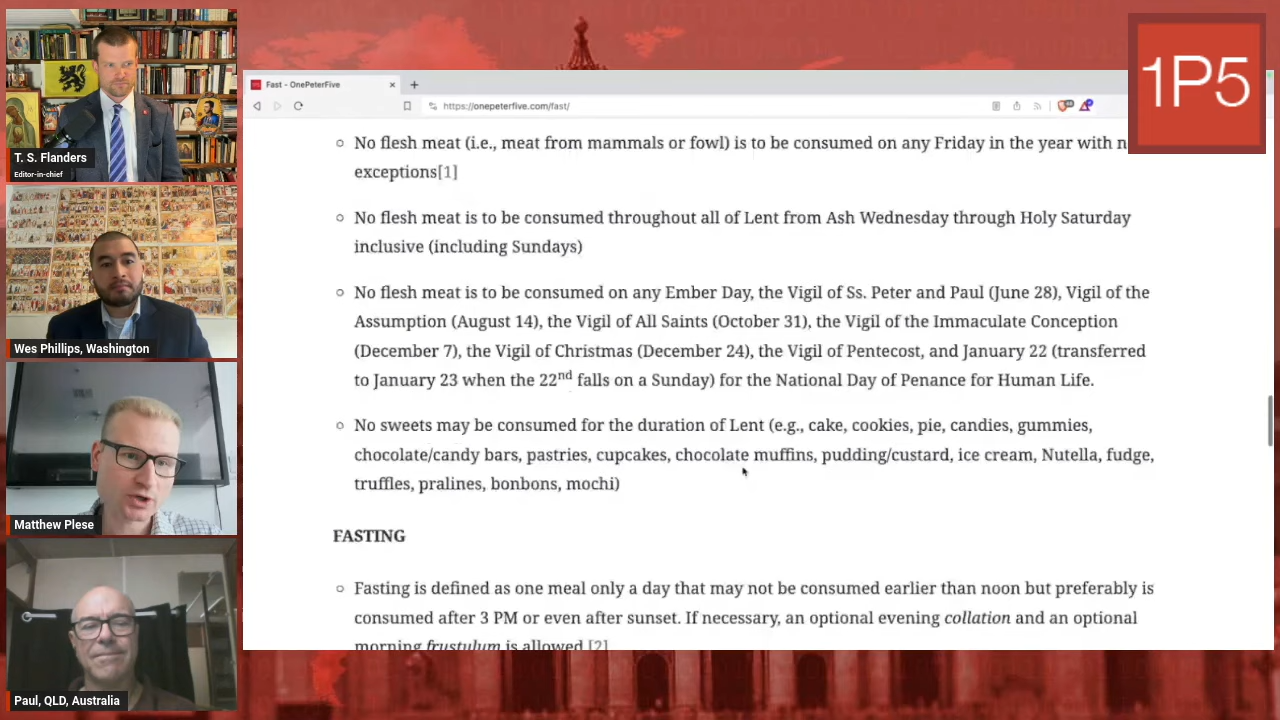 1P5
Fast - OnePeterFive
https://onepeterfive.com/fast/
No flesh meat (i.e., meat from mammals or fowl) is to be consumed on any Friday in the year with
exceptions[1]
No flesh meat is to be consumed throughout all of Lent from Ash Wednesday through Holy Saturday
inclusive (including Sundays)
No flesh meat is to be consumed on any Ember Day, the Vigil of Ss. Peter and Paul (June 28), Vigil of the
Assumption (August 14), the Vigil of All Saints (October 31), the Vigil of the Immaculate Conception
(December 7), the Vigil of Christmas (December 24), the Vigil of Pentecost, and January 22 (transferred
to January 23 when the 22nd falls on a Sunday) for the National Day of Penance for Human Life.
No sweets may be consumed for the duration of Lent (e.g., cake, cookies, pie, candies, gummies,
chocolate/candy bars, pastries, cupcakes, chocolate muffins, pudding/custard, ice cream, Nutella, fudge,
truffles, pralines, bonbons, mochi)
FASTING
Fasting is defined as one meal only a day that may not be consumed earlier than noon but preferably is
consumed after 3 PM or even after sunset. If necessary, an optional evening collation and an optional
morning frustulum is allowed.[2]
T. S. Flanders
Editor-in-chief
Wes Phillips, Washington
Matthew Plese
Paul, QLD, Australia